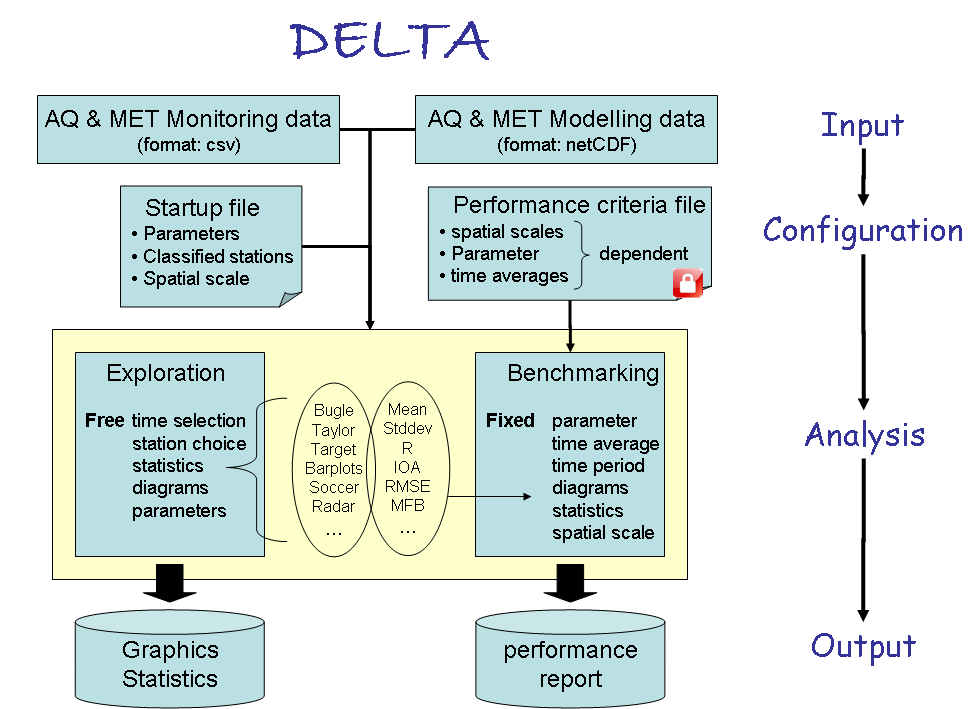 DELTA
AQ & MET Monitoring data
(format: csv)
AQ & MET Modelling data
(format: netCDF)
Input
Startup file
• Parameters
• Classified stations
• Spatial scale
Performance criteria file
• spatial scales
• Parameter
• time averages
dependent
Configuration
Exploration
Free time selection
station choice
statistics
diagrams
parameters
Bugle
Taylor
Target
Barplots
Soccer
Radar
...
Mean
Stddev
R
IOA
RMSE
MFB
...
Benchmarking
Fixed parameter
time average
time period
diagrams
statistics
spatial scale
Analysis
Graphics
Statistics
performance
report
Output